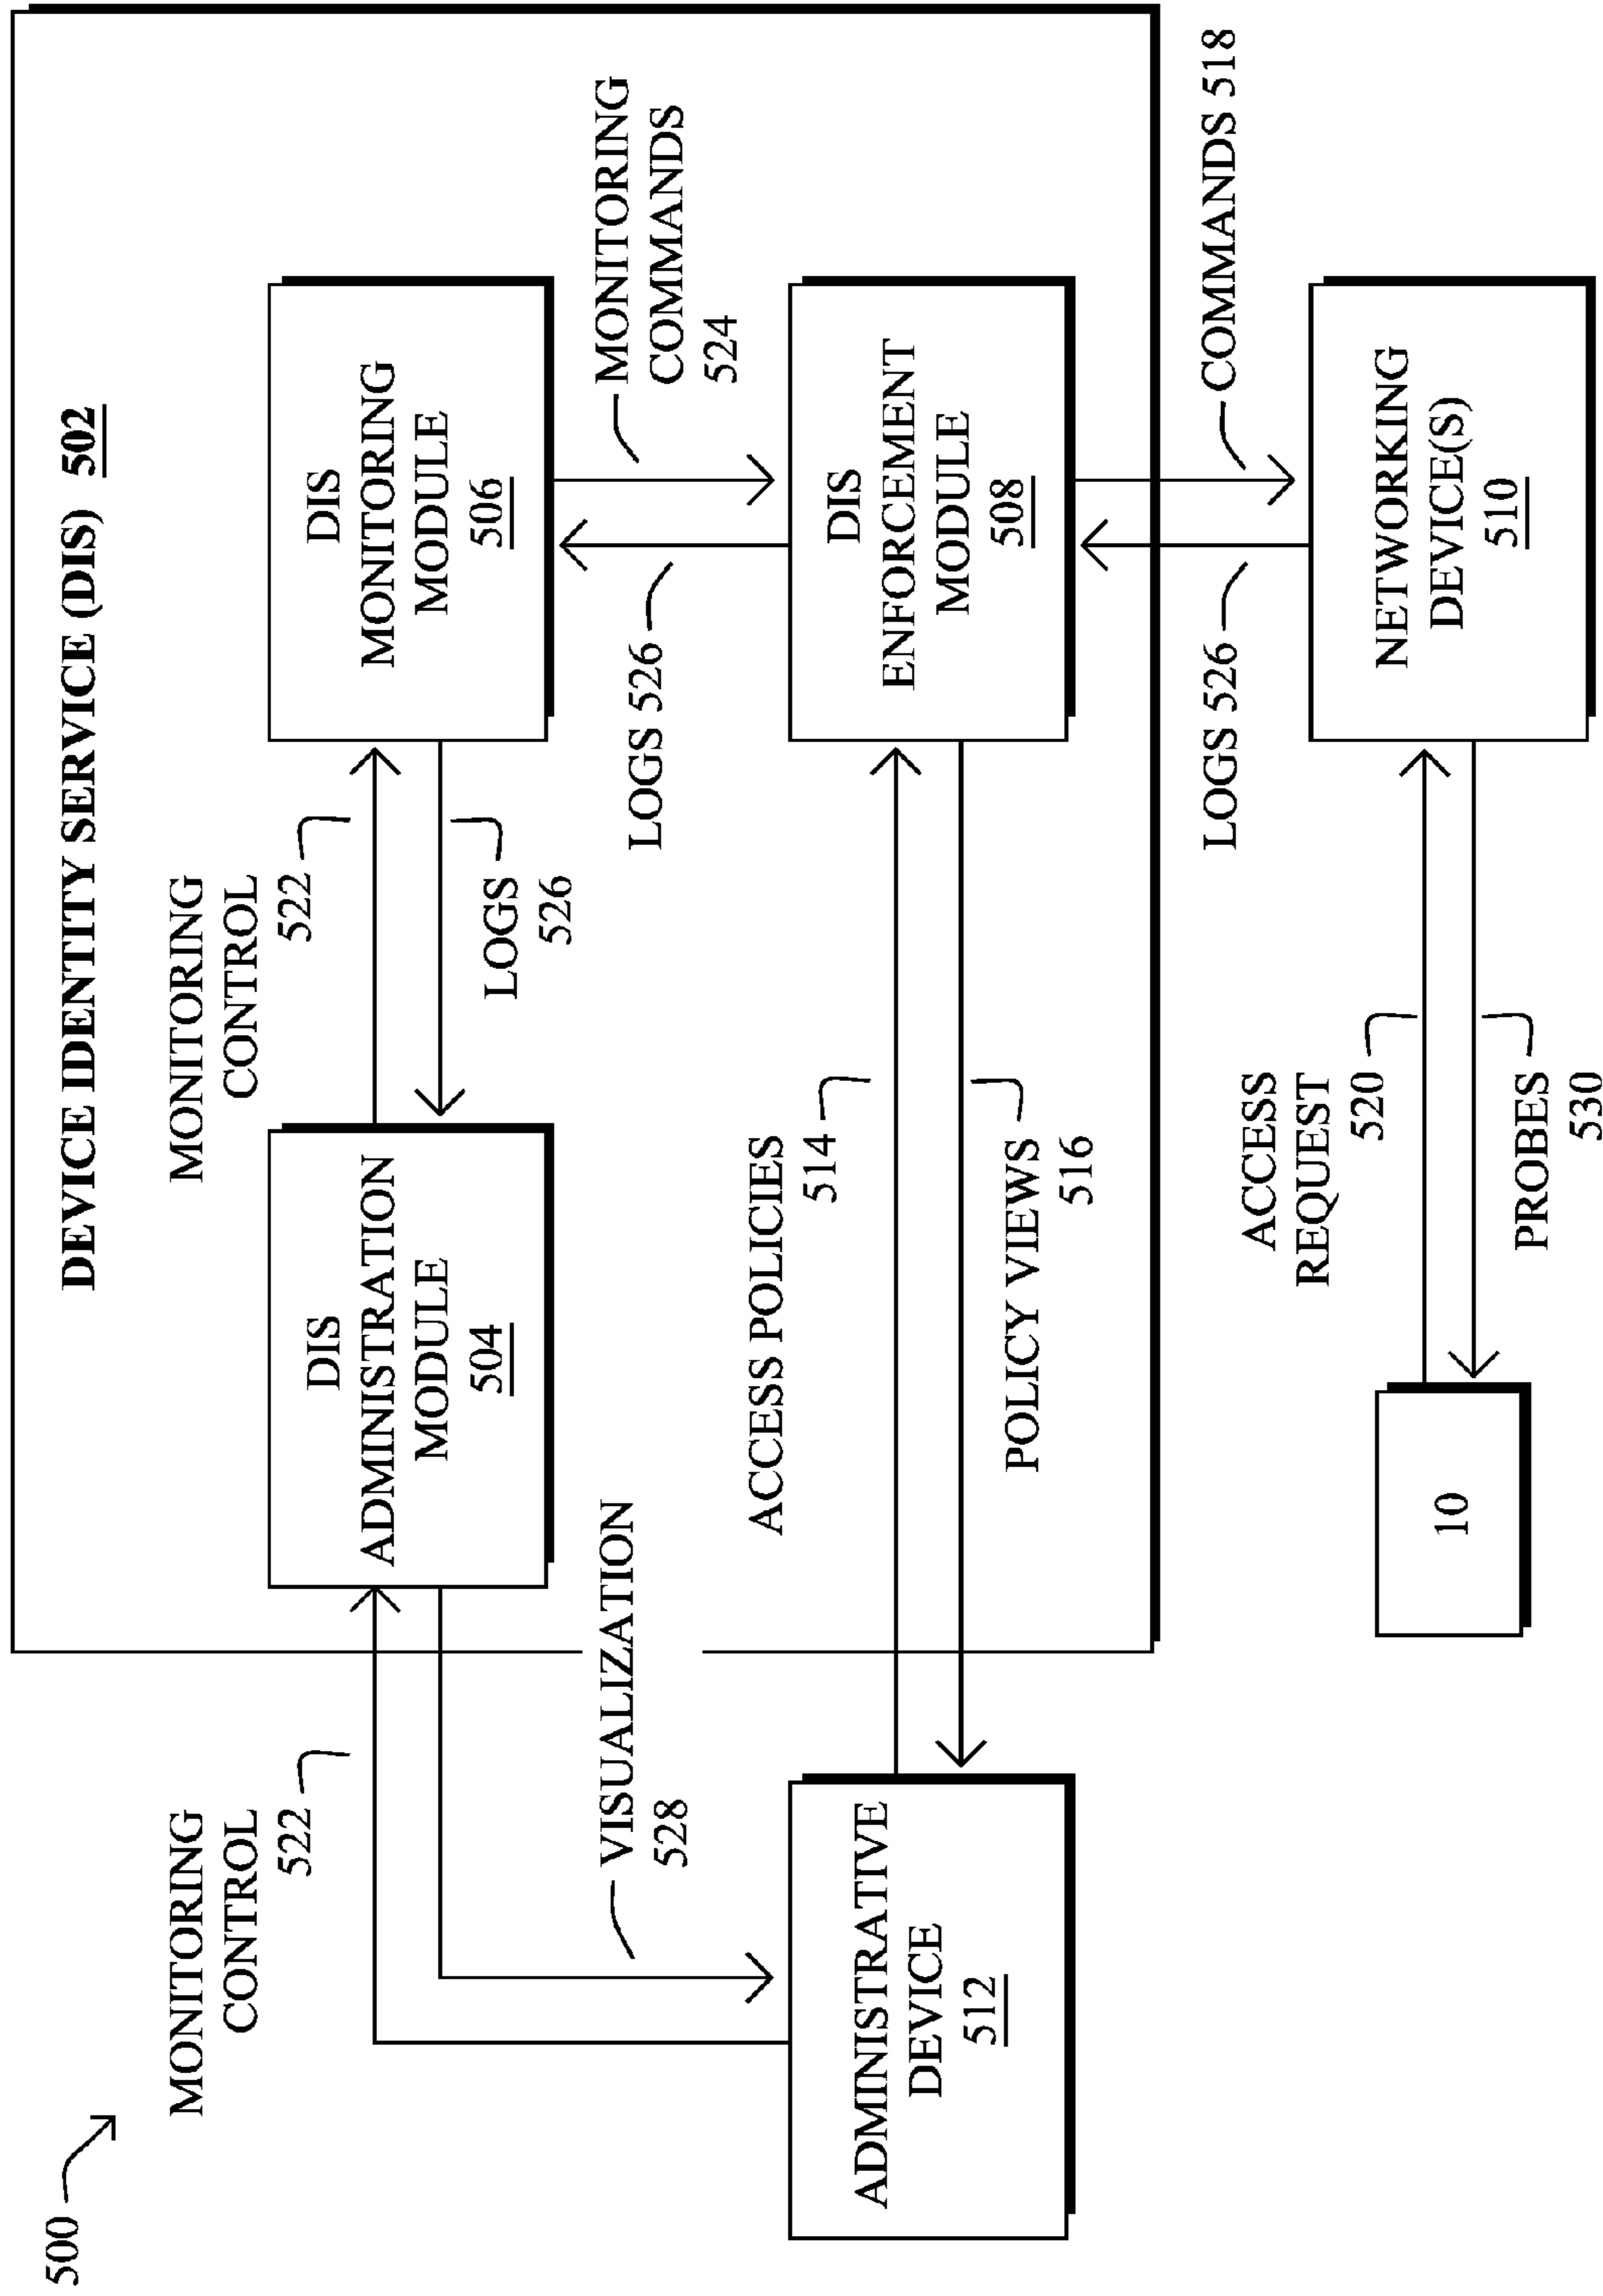 500
DEVICE IDENTITY SERVICE (DIS) 502
MONITORING
CONTROL
522
MONITORING
CONTROL
522
DIS
ADMINISTRATION
MODULE
504
DIS
MONITORING
MODULE
506
LOGS
526
VISUALIZATION
528
LOGS 526
MONITORING
COMMANDS
524
ACCESS POLICIES
514
ADMINISTRATIVE
DEVICE
512
DIS
ENFORCEMENT
MODULE
508
POLICY VIEWS
516
LOGS 526
COMMANDS 518
ACCESS
REQUEST
520
10
NETWORKING
DEVICE(S)
510
PROBES
530